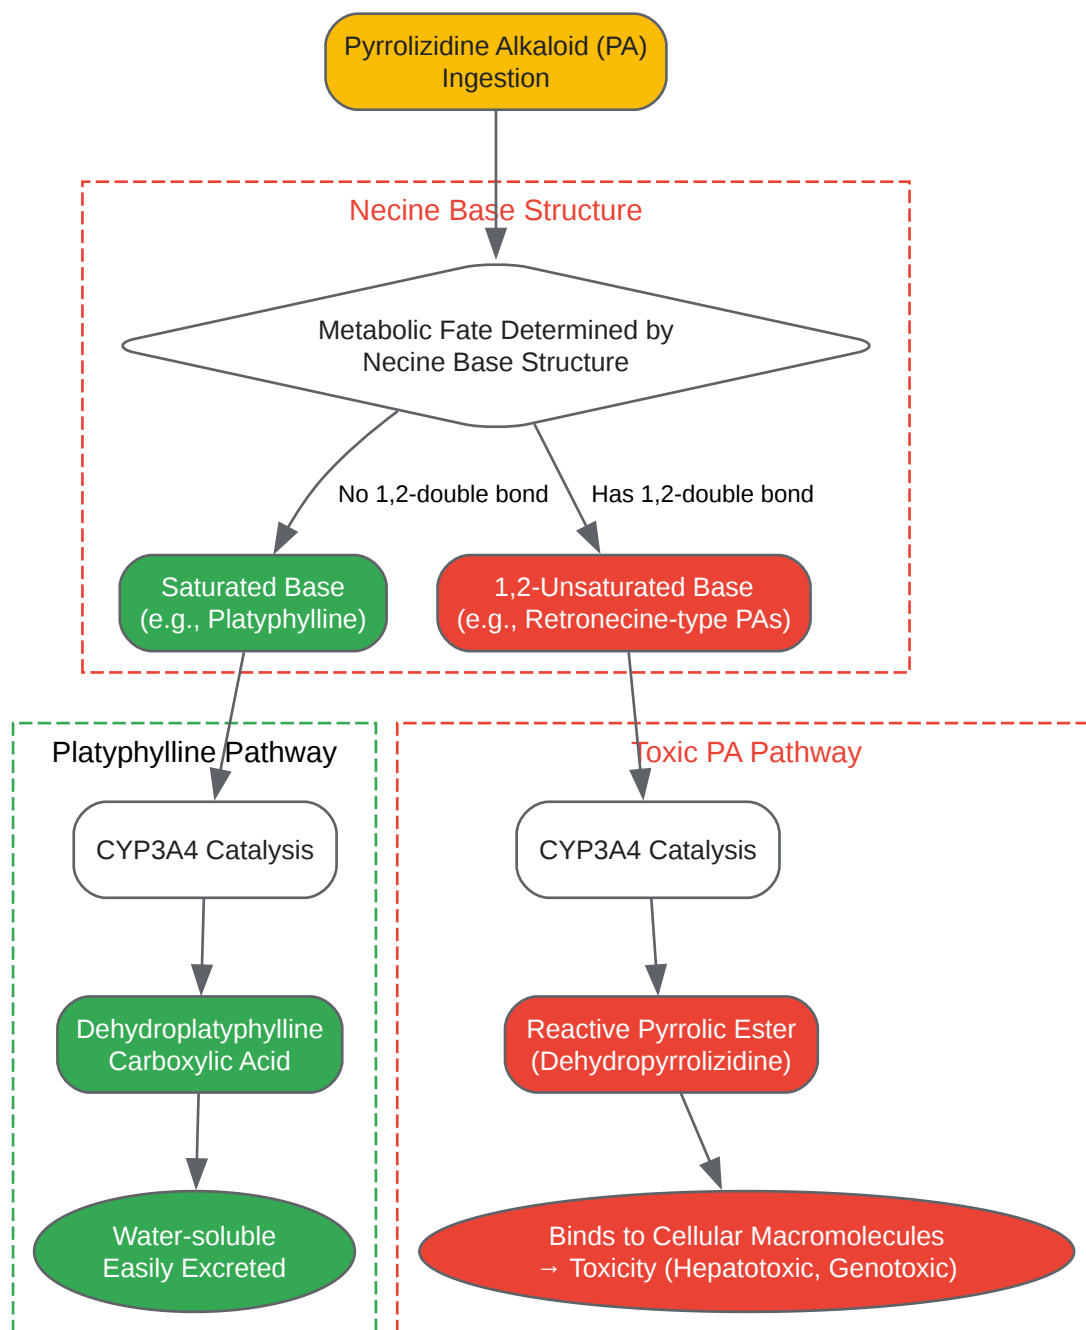 Pyrrolizidine Alkaloid (PA)
Ingestion
Necine Base Structure
Metabolic Fate Determined by
Necine Base Structure
No 1,2-double bond
Has 1,2-double bond
Saturated Base
(e.g., Platyphylline)
1,2-Unsaturated Base
(e.g., Retronecine-type PAs)
Platyphylline Pathway
Toxic PA Pathway
CYP3A4 Catalysis
CYP3A4 Catalysis
Dehydroplatyphylline
Carboxylic Acid
Reactive Pyrrolic Ester
(Dehydropyrrolizidine)
Water-soluble
Easily Excreted
Binds to Cellular Macromolecules
→ Toxicity (Hepatotoxic, Genotoxic)